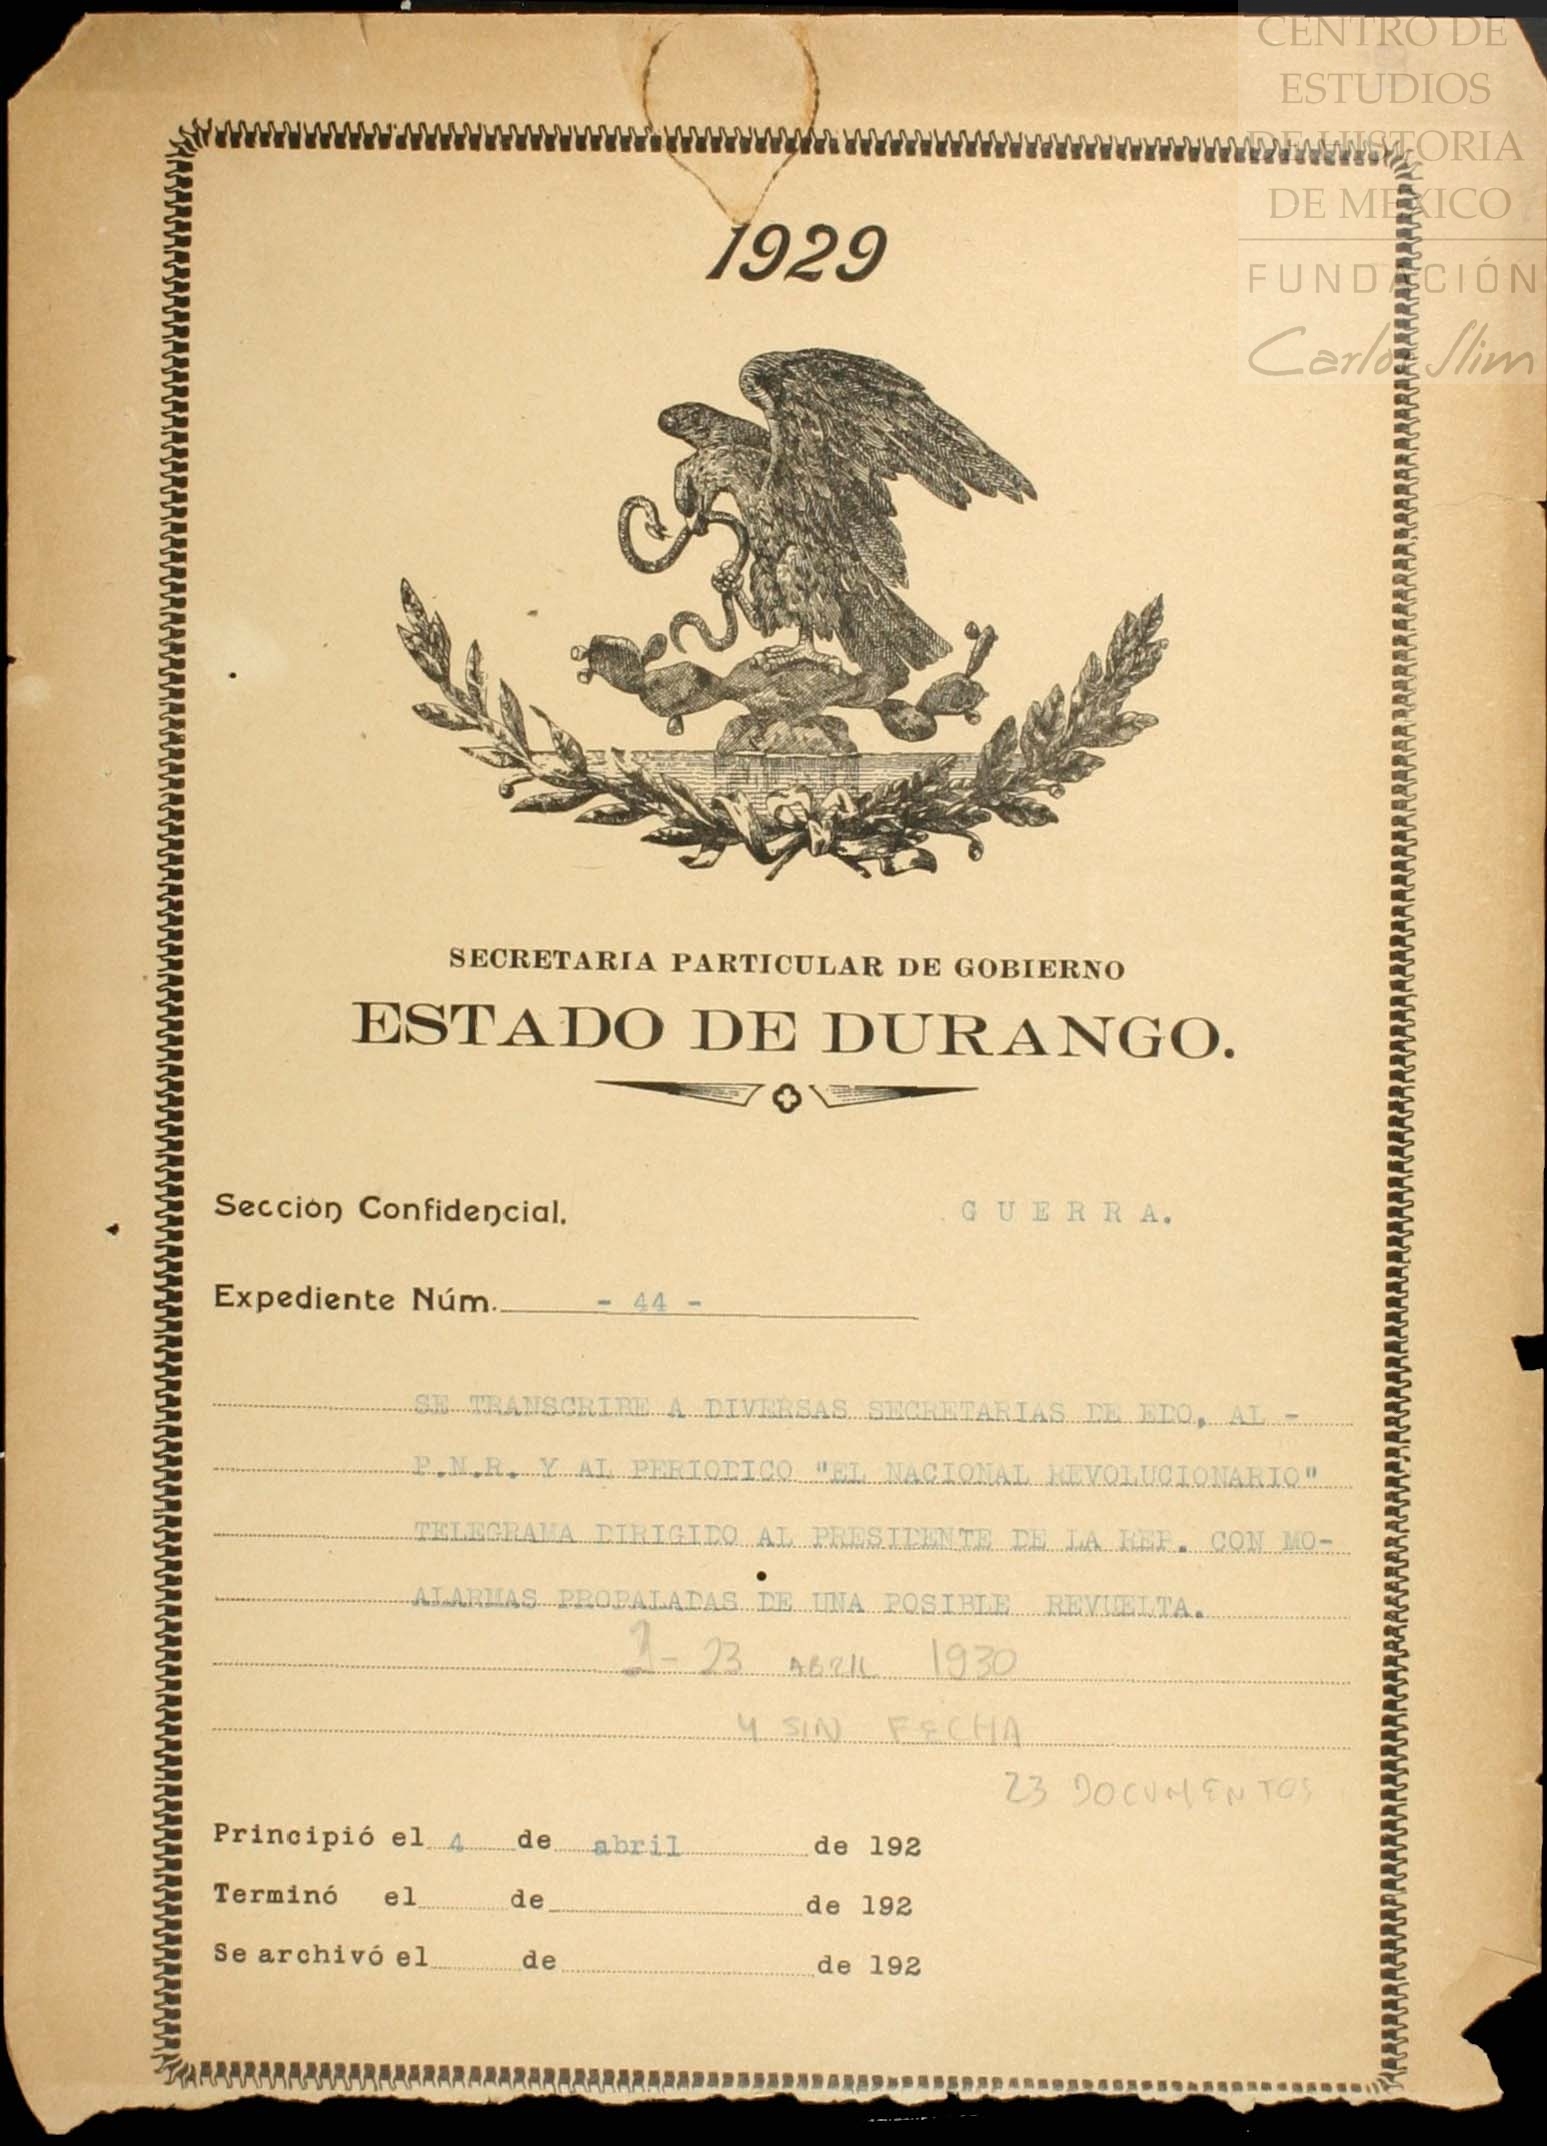 CENTRO DE
ESTUDIOS
DE HISTORIA
DE MEXICO
FUNDACIÓN
Carlos Slim
1929
SECRETARIA PARTICULAR DE GOBIERNO
ESTADO DE DURANGO.
Sección Confidencial. G U E R R A.
Expediente Núm. - 44 -
SE TRANSCRIBE A DIVERSAS SECRETARIAS DE EDO, AL -
P.N.R. Y AL PERIODICO "EL NACIONAL REVOLUCIONARIO"
TELEGRAMA DIRIGIDO AL PRESIDENTE DE LA REP. CON MO-
ALARMAS PROPALADAS DE UNA POSIBLE REVUELTA.
- 23 ABRIL 1930
Y SIN FECHA
23 DOCUMENTOS
Principió el 4 de abril de 192
Terminó el de de 192
Se archivó el de de 192